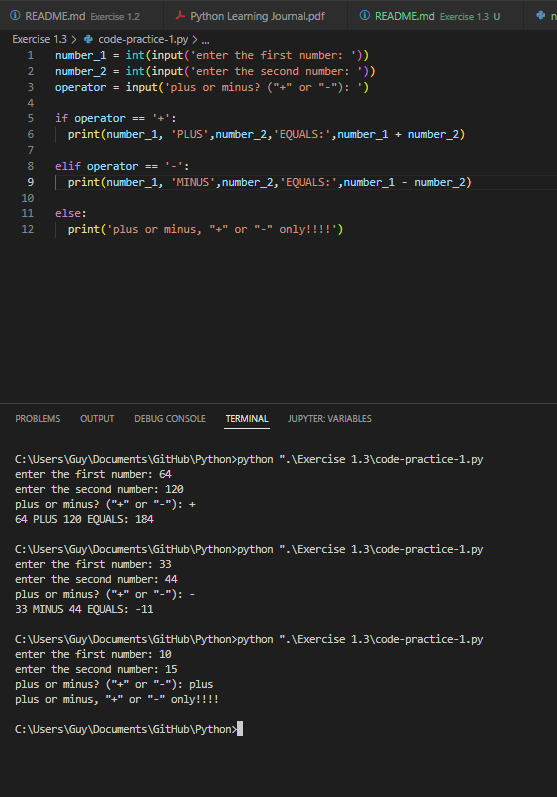 README.md Exercise 1.2 Python Learning Journal.pdf README.md Exercise 1.3 U
Exercise 1.3 > code-practice-1.py > ...
1 number_1 = int(input('enter the first number: '))
2 number_2 = int(input('enter the second number: '))
3 operator = input('plus or minus? ("+" or "-"): ')
4
5 if operator == '+':
6 print(number_1, 'PLUS',number_2,'EQUALS:',number_1 + number_2)
7
8 elif operator == '-':
9 print(number_1, 'MINUS',number_2,'EQUALS:',number_1 - number_2)
10
11 else:
12 print('plus or minus, "+" or "-" only!!!!')
PROBLEMS OUTPUT DEBUG CONSOLE TERMINAL JUPYTER: VARIABLES
C:\Users\Guy\Documents\GitHub\Python>python ".\Exercise 1.3\code-practice-1.py
enter the first number: 64
enter the second number: 120
plus or minus? ("+" or "-"): +
64 PLUS 120 EQUALS: 184
C:\Users\Guy\Documents\GitHub\Python>python ".\Exercise 1.3\code-practice-1.py
enter the first number: 33
enter the second number: 44
plus or minus? ("+" or "-"): -
33 MINUS 44 EQUALS: -11
C:\Users\Guy\Documents\GitHub\Python>python ".\Exercise 1.3\code-practice-1.py
enter the first number: 10
enter the second number: 15
plus or minus? ("+" or "-"): plus
plus or minus, "+" or "-" only!!!!
C:\Users\Guy\Documents\GitHub\Python>